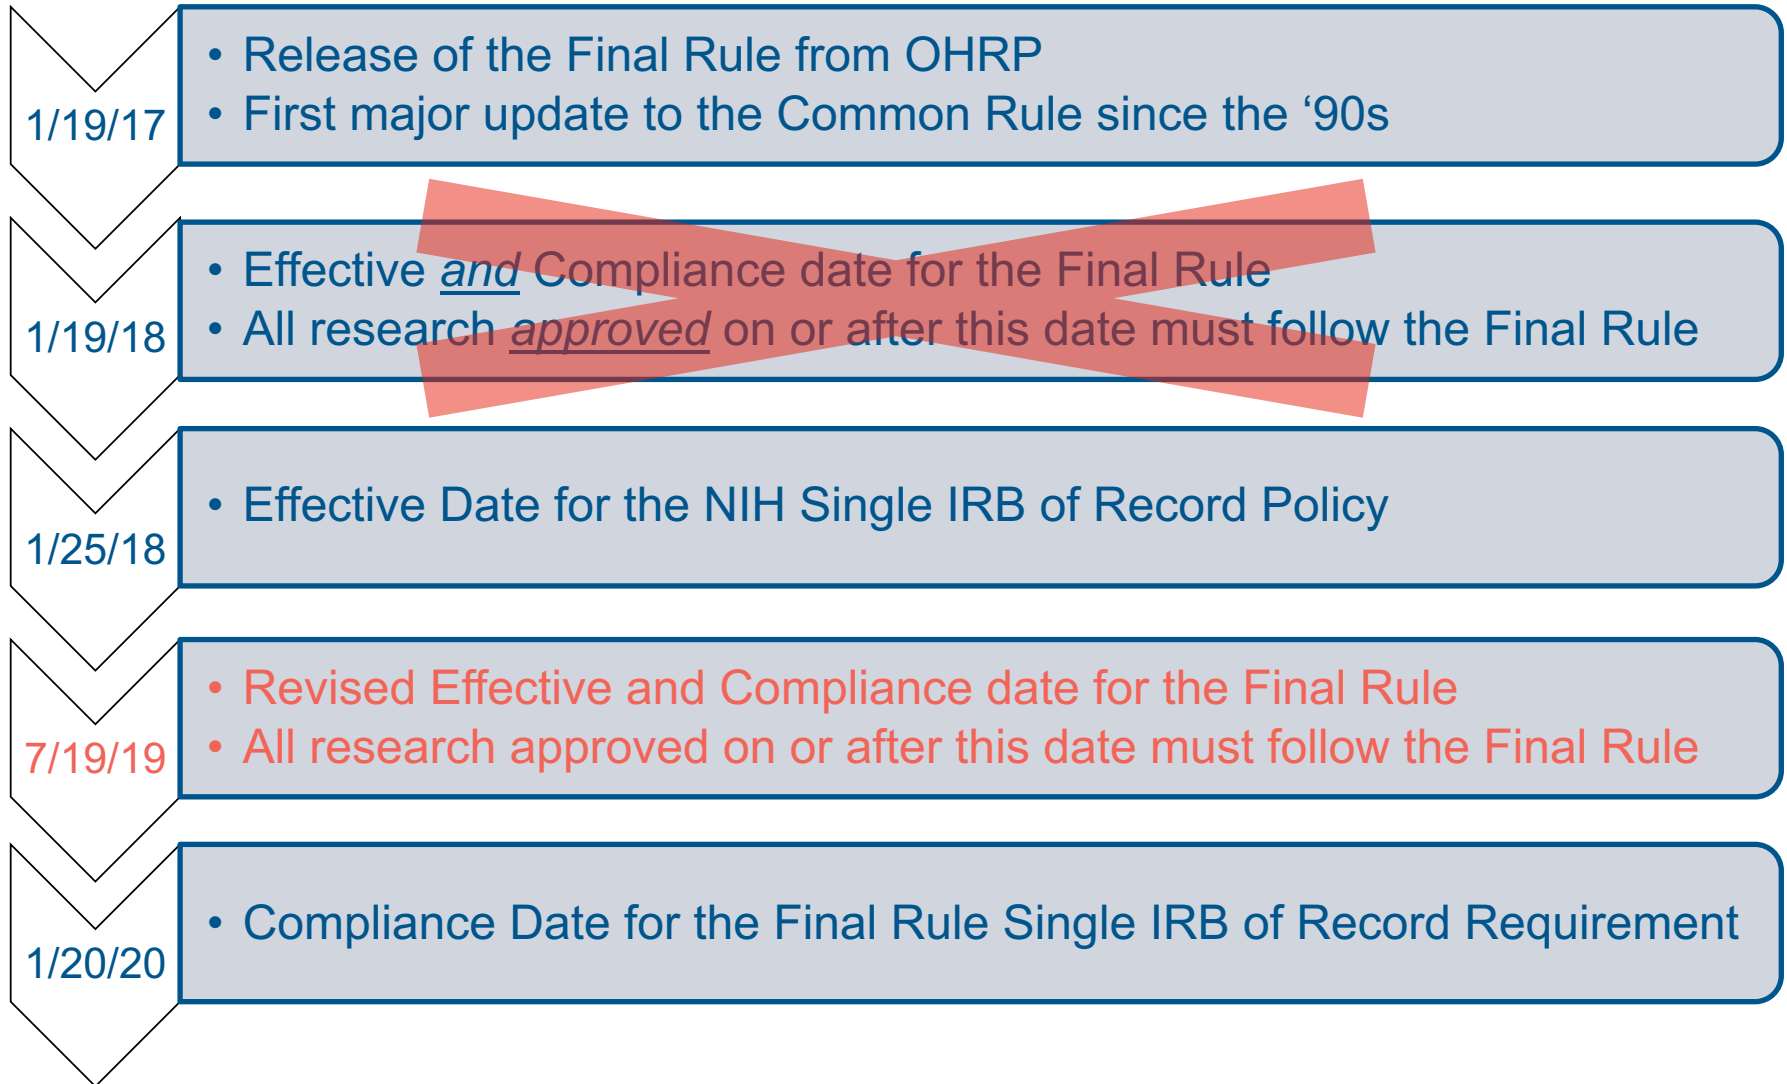 1/19/17
• Release of the Final Rule from OHRP
• First major update to the Common Rule since the ‘90s
1/19/18
• Effective and Compliance date for the Final Rule
• All research approved on or after this date must follow the Final Rule
1/25/18
• Effective Date for the NIH Single IRB of Record Policy
7/19/19
• Revised Effective and Compliance date for the Final Rule
• All research approved on or after this date must follow the Final Rule
1/20/20
• Compliance Date for the Final Rule Single IRB of Record Requirement